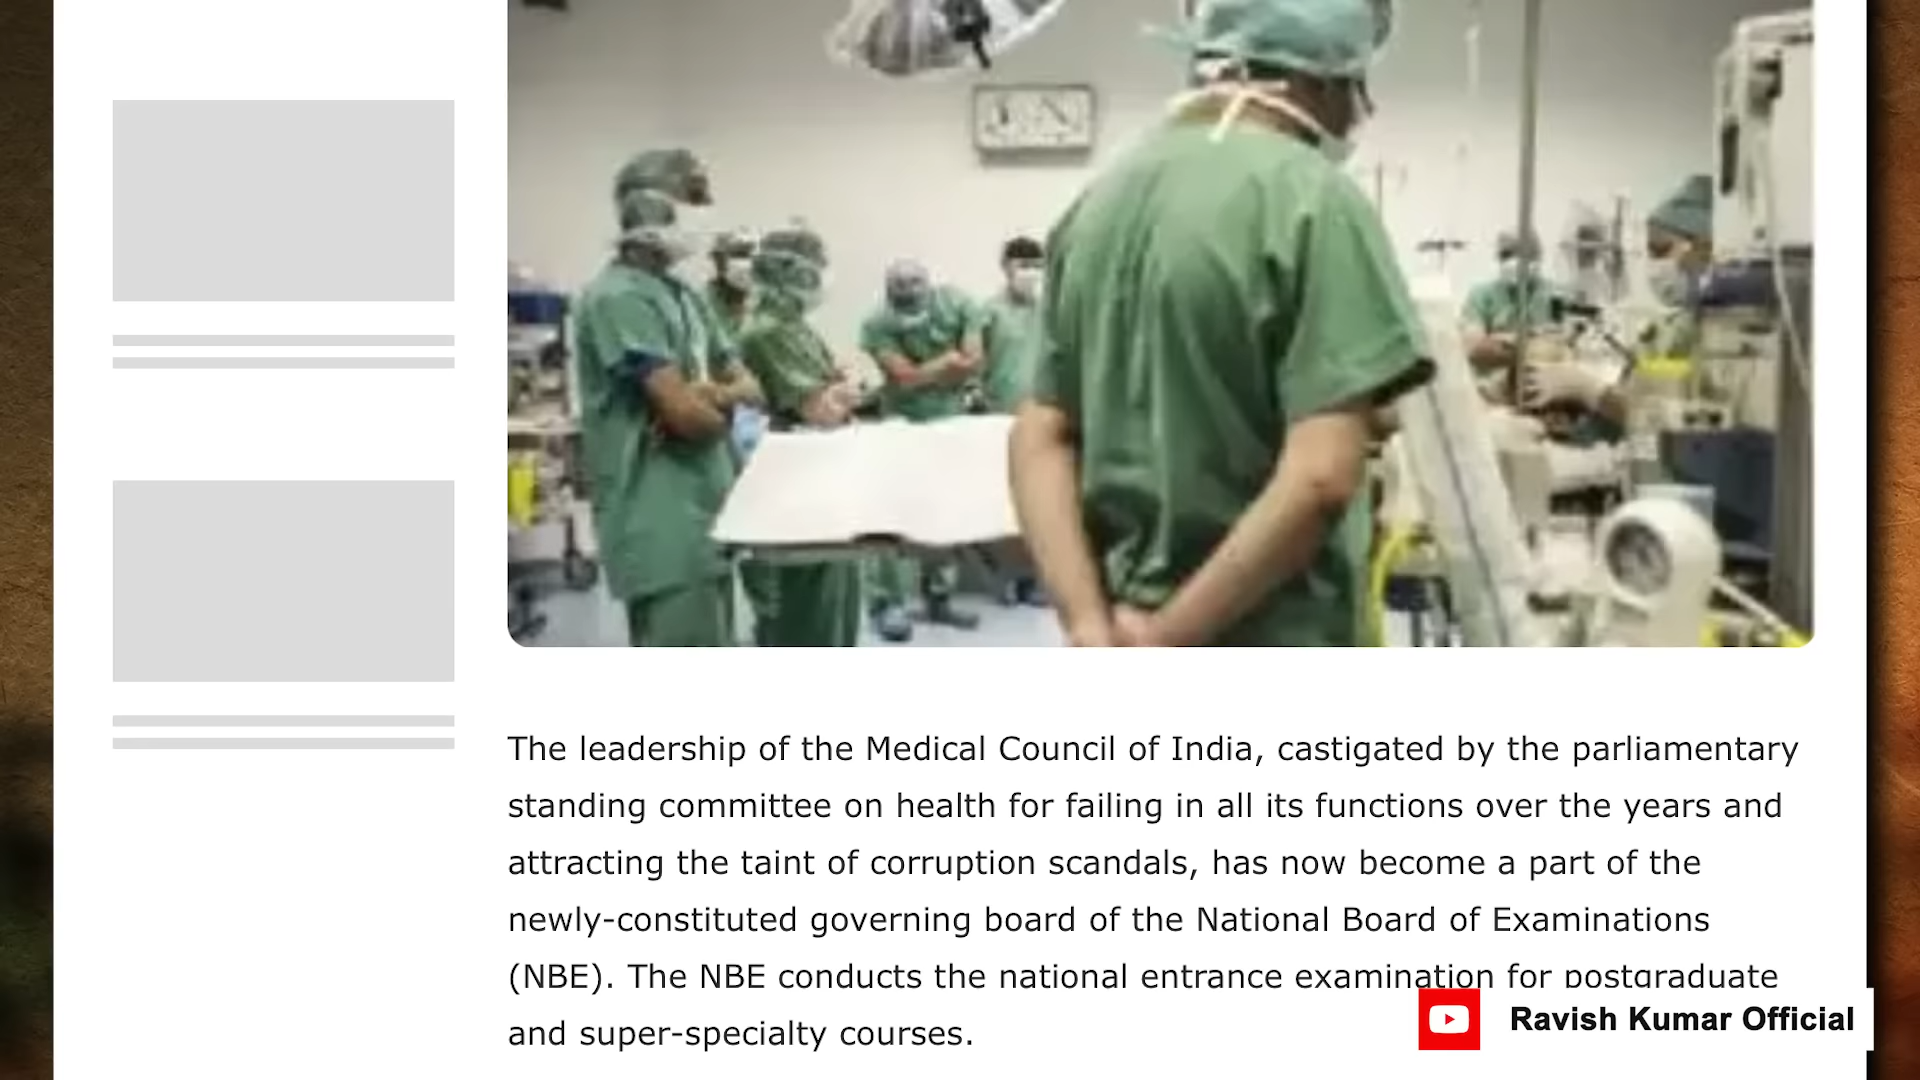 The leadership of the Medical Council of India, castigated by the parliamentary
standing committee on health for failing in all its functions over the years and
attracting the taint of corruption scandals, has now become a part of the
newly-constituted governing board of the National Board of Examinations
(NBE). The NBE conducts the national entrance examination for postgraduate
and super-specialty courses.
Ravish Kumar Official